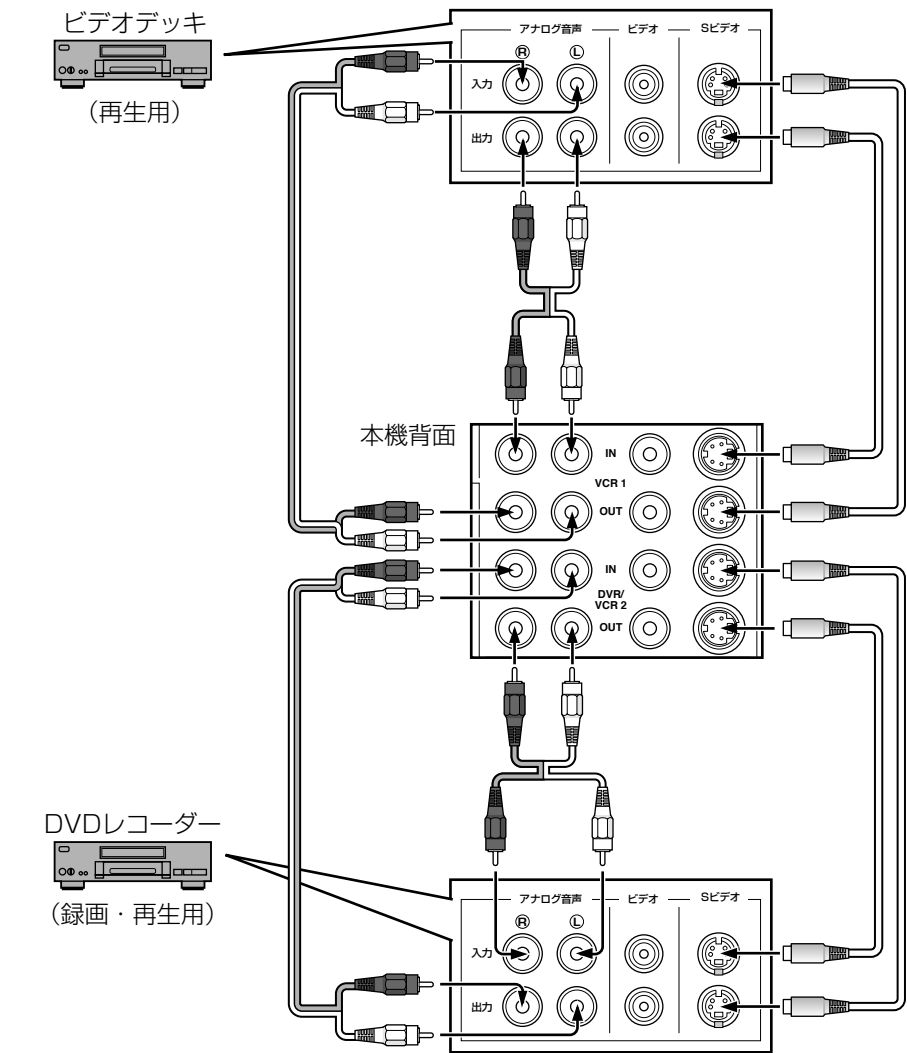 ビデオデッキ
（再生用）
アナログ音声 ビデオ Sビデオ
R L
入力
出力
本機背面
IN
VCR 1
OUT
IN
DVR/
VCR 2
OUT
DVDレコーダー
（録画・再生用）
アナログ音声 ビデオ Sビデオ
R L
入力
出力